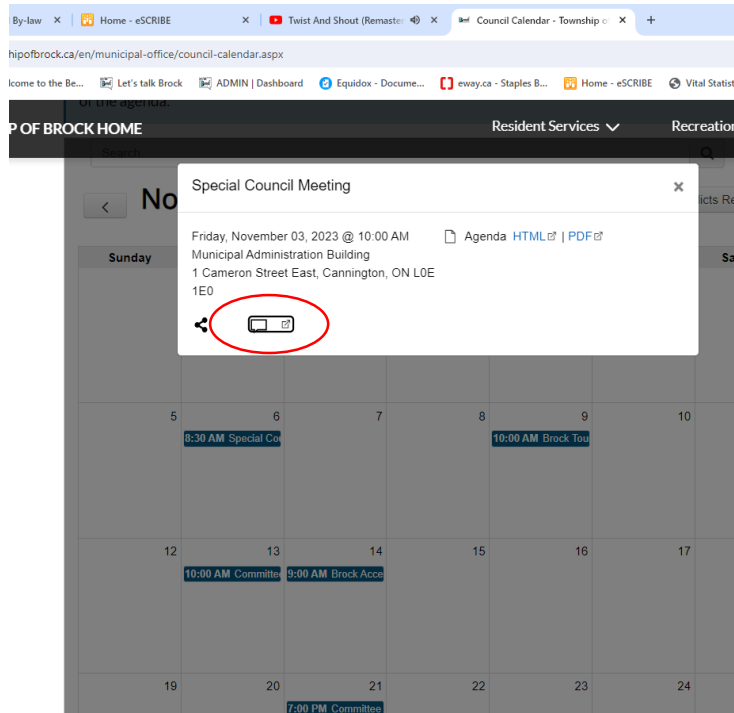 By-law
Home - eSCRIBE
Twist And Shout (Remaster
Council Calendar - Township o
hipofbrock.ca/en/municipal-office/council-calendar.aspx
lcome to the Be...
Let's talk Brock
ADMIN | Dashboard
Equidox - Docume...
eway.ca - Staples B...
Home - eSCRIBE
Vital Statist
of the agenda.
P OF BROCK HOME
Resident Services
Recreation
Search
No
licts Re
Special Council Meeting
Friday, November 03, 2023 @ 10:00 AM
Municipal Administration Building
1 Cameron Street East, Cannington, ON L0E
1E0
Agenda HTML | PDF
Sunday
Sa
5 6 7 8 9 10
8:30 AM Special Co
10:00 AM Brock Tou
12 13 14 15 16 17
10:00 AM Committe
9:00 AM Brock Acce
19 20 21 22 23 24
7:00 PM Committee